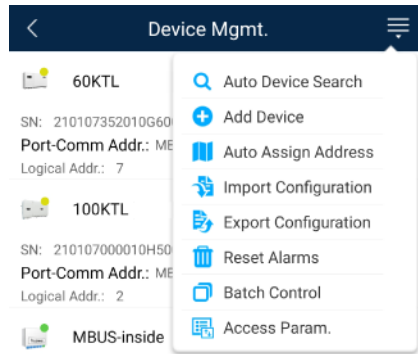 Device Mgmt.
60KTL
SN: 210107352010G60
Port-Comm Addr.: MB
Logical Addr.: 7
100KTL
SN: 210107000010H50
Port-Comm Addr.: MB
Logical Addr.: 2
MBUS-inside
Auto Device Search
Add Device
Auto Assign Address
Import Configuration
Export Configuration
Reset Alarms
Batch Control
Access Param.